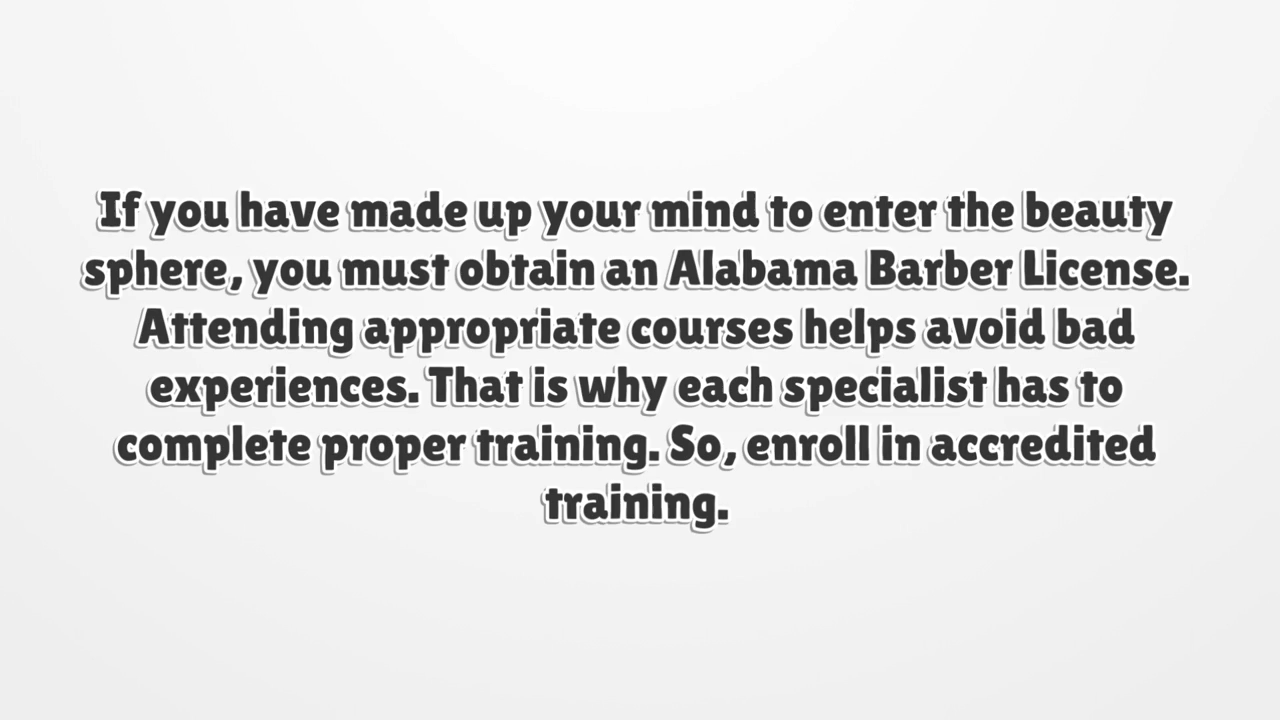 If you have made up your mind to enter the beauty
sphere, you must obtain an Alabama Barber License.
Attending appropriate courses helps avoid bad
experiences. That is why each specialist has to
complete proper training. So, enroll in accredited
training.